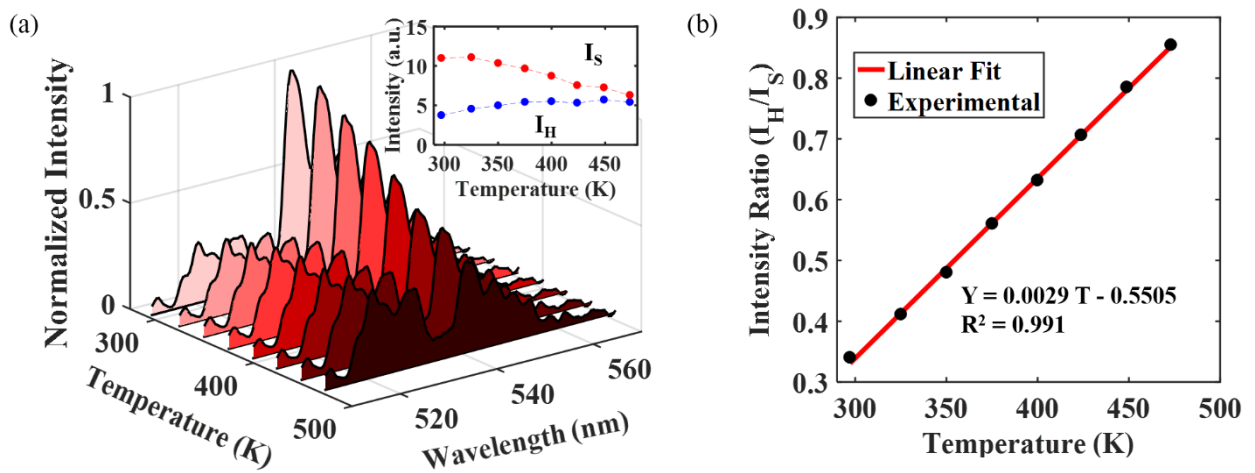 (a)
Normalized Intensity
1
0.5
0
300
400
500
Temperature (K)
520
540
560
Wavelength (nm)
Intensity (a.u.)
15
10
5
0
I_S
I_H
300 350 400 450
Temperature (K)
(b)
Intensity Ratio (I_H/I_S)
0.9
0.8
0.7
0.6
0.5
0.4
0.3
Linear Fit
Experimental
Y = 0.0029 T - 0.5505
R² = 0.991
300 350 400 450 500
Temperature (K)